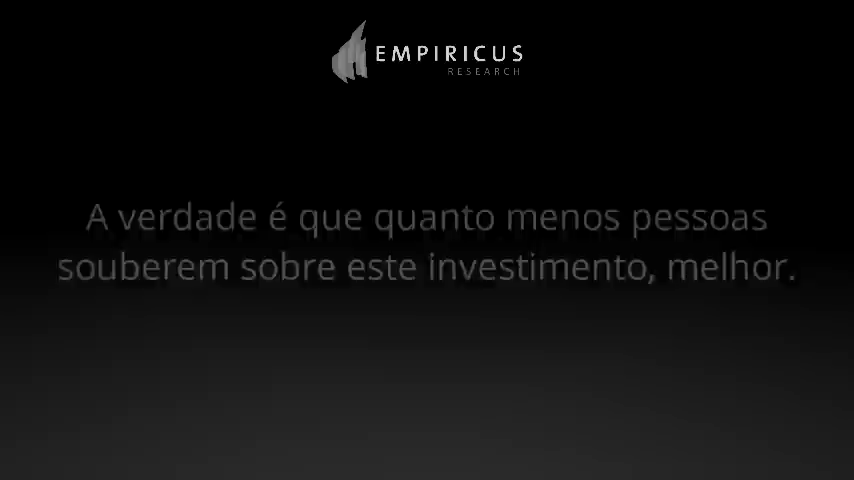 EMPIRICUS
RESEARCH
A verdade é que quanto menos pessoas
souberem sobre este investimento, melhor.